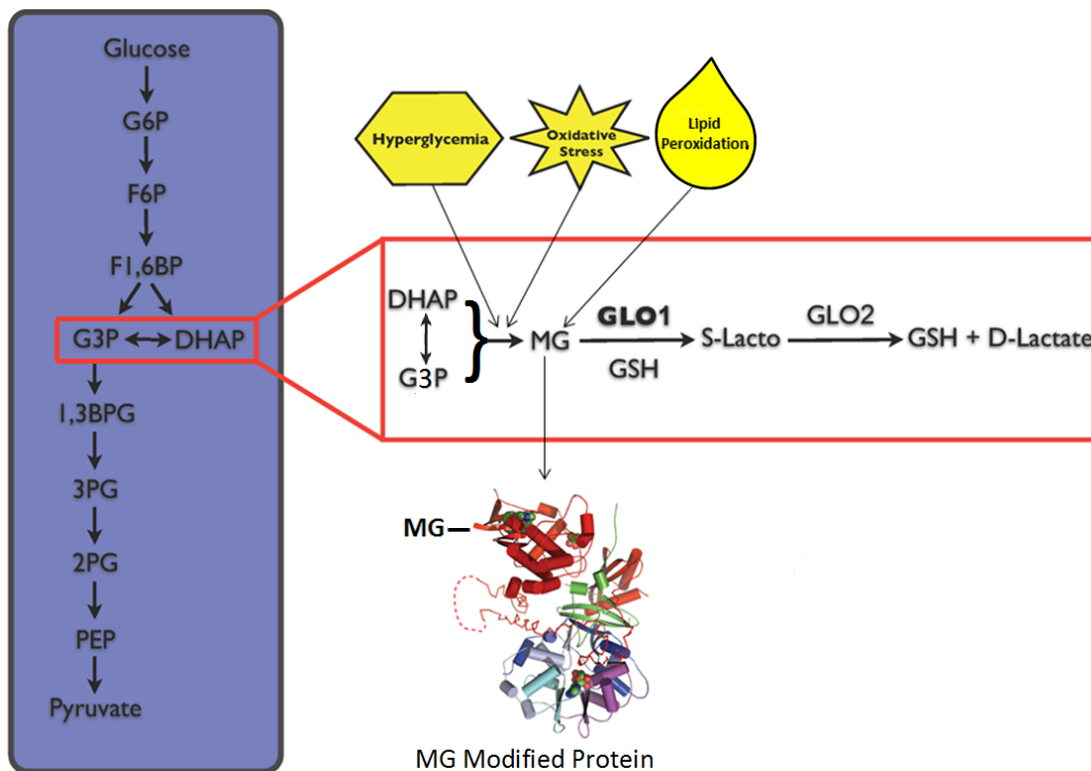 Glucose
G6P
F6P
F1,6BP
G3P
DHAP
1,3BPG
3PG
2PG
PEP
Pyruvate
Hyperglycemia
Oxidative
Stress
Lipid
Peroxidation
DHAP
G3P
}
MG
GLO1
GSH
S-Lacto
GLO2
GSH + D-Lactate
MG
MG Modified Protein